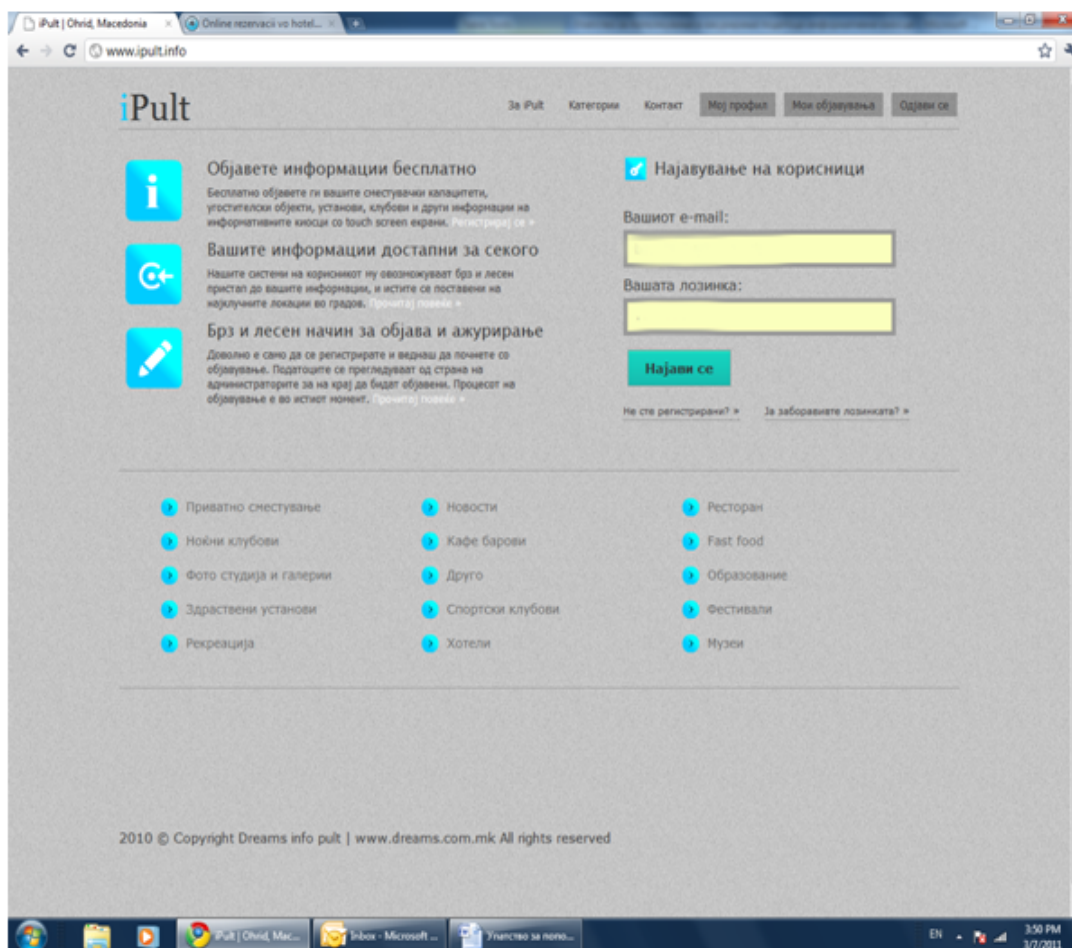 iPult | Ohrid, Macedonia
Online rezervacii vo hotel...
www.ipult.info
iPult
За iPult Категории Контакт Мој профил Мои објавувања Одјави се
Објавете информации бесплатно
Бесплатно објавете ги вашите сместувачки капацитети,
угостителски објекти, установи, клубови и други информации на
информативните киосци со touch screen екрани. Регистрирај се »
Вашите информации достапни за секого
Нашите системи на корисникот му овозможуваат брз и лесен
пристап до вашите информации, и истите се поставени на
најклучните локации во градов. Прочитај повеќе »
Брз и лесен начин за објава и ажурирање
Доволно е само да се регистрирате и веднаш да почнете со
објавување. Податоците се прегледуваат од страна на
администраторите за на крај да бидат објавени. Процесот на
објавување е во истиот момент. Прочитај повеќе »
Најавување на корисници
Вашиот e-mail:
Вашата лозинка:
Најави се
Не сте регистрирани? » Ја заборавивте лозинката? »
Приватно сместување
Ноќни клубови
Фото студија и галерии
Здраствени установи
Рекреација
Новости
Кафе барови
Друго
Спортски клубови
Хотели
Ресторан
Fast food
Образование
Фестивали
Музеи
2010 © Copyright Dreams info pult | www.dreams.com.mk All rights reserved
iPult | Ohrid, Mac...
Inbox - Microsoft ...
Упатство за попо...
EN
3:50 PM
3/7/2011